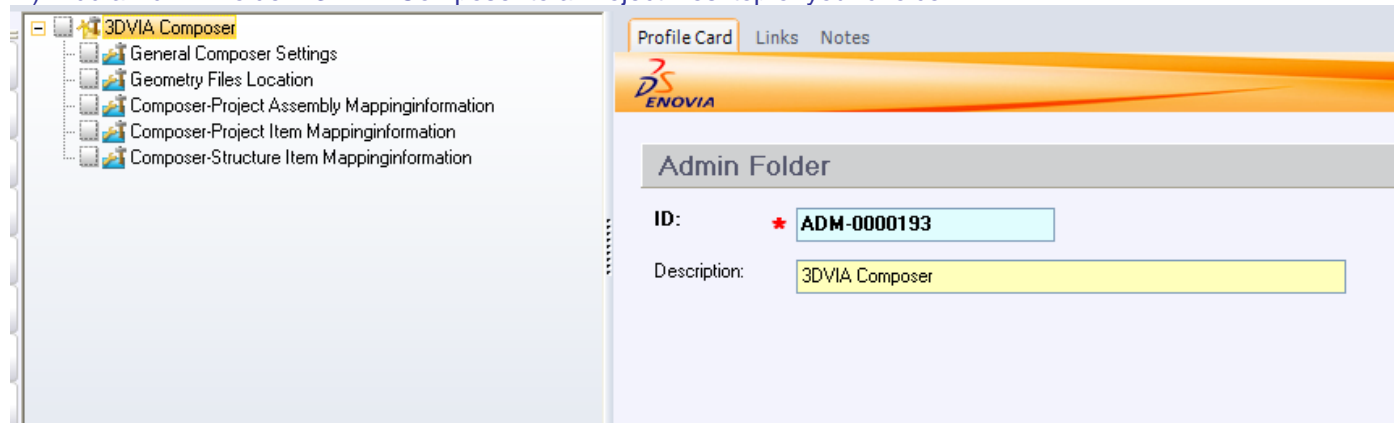 3DVIA Composer
General Composer Settings
Geometry Files Location
Composer-Project Assembly Mappinginformation
Composer-Project Item Mappinginformation
Composer-Structure Item Mappinginformation
Profile Card Links Notes
ENOVIA
Admin Folder
ID: * ADM-0000193
Description: 3DVIA Composer